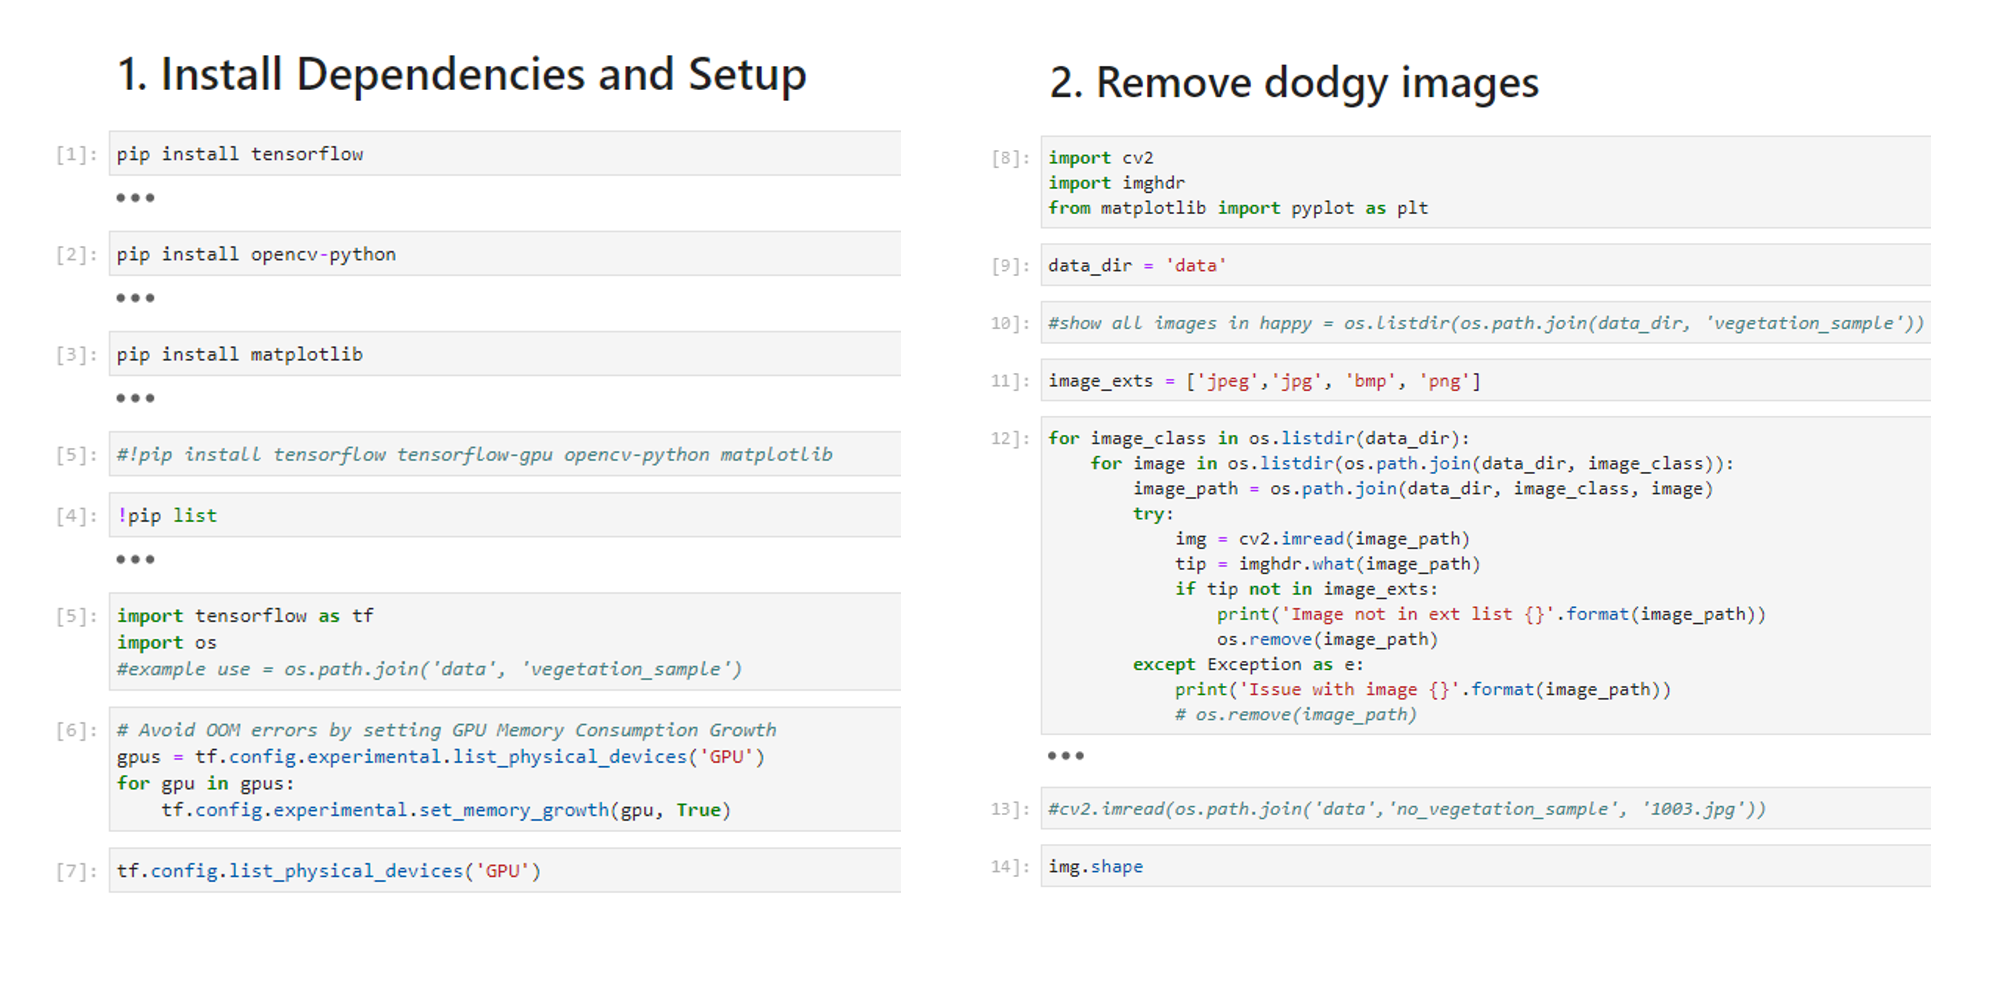 1. Install Dependencies and Setup
[1]:
pip install tensorflow
[2]:
pip install opencv-python
[3]:
pip install matplotlib
[5]:
#!pip install tensorflow tensorflow-gpu opencv-python matplotlib
[4]:
!pip list
[5]:
import tensorflow as tf
import os
#example use = os.path.join('data', 'vegetation_sample')
[6]:
# Avoid OOM errors by setting GPU Memory Consumption Growth
gpus = tf.config.experimental.list_physical_devices('GPU')
for gpu in gpus:
    tf.config.experimental.set_memory_growth(gpu, True)
[7]:
tf.config.list_physical_devices('GPU')
2. Remove dodgy images
[8]:
import cv2
import imghdr
from matplotlib import pyplot as plt
[9]:
data_dir = 'data'
10]:
#show all images in happy = os.listdir(os.path.join(data_dir, 'vegetation_sample'))
11]:
image_exts = ['jpeg','jpg', 'bmp', 'png']
12]:
for image_class in os.listdir(data_dir):
    for image in os.listdir(os.path.join(data_dir, image_class)):
        image_path = os.path.join(data_dir, image_class, image)
        try:
            img = cv2.imread(image_path)
            tip = imghdr.what(image_path)
            if tip not in image_exts:
                print('Image not in ext list {}'.format(image_path))
                os.remove(image_path)
        except Exception as e:
            print('Issue with image {}'.format(image_path))
            # os.remove(image_path)
13]:
#cv2.imread(os.path.join('data','no_vegetation_sample', '1003.jpg'))
14]:
img.shape